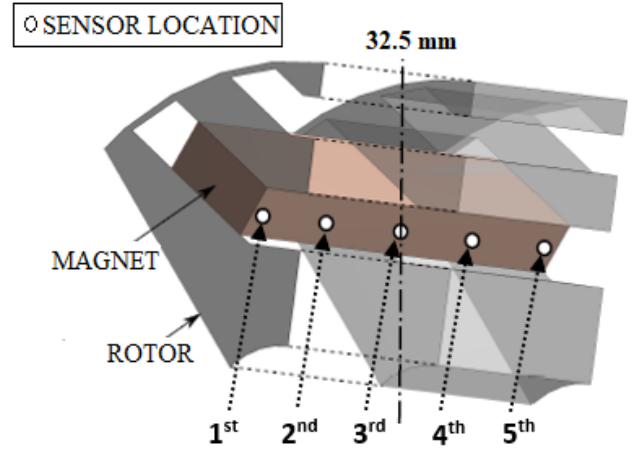 SENSOR LOCATION
32.5 mm
MAGNET
ROTOR
1st 2nd 3rd 4th 5th